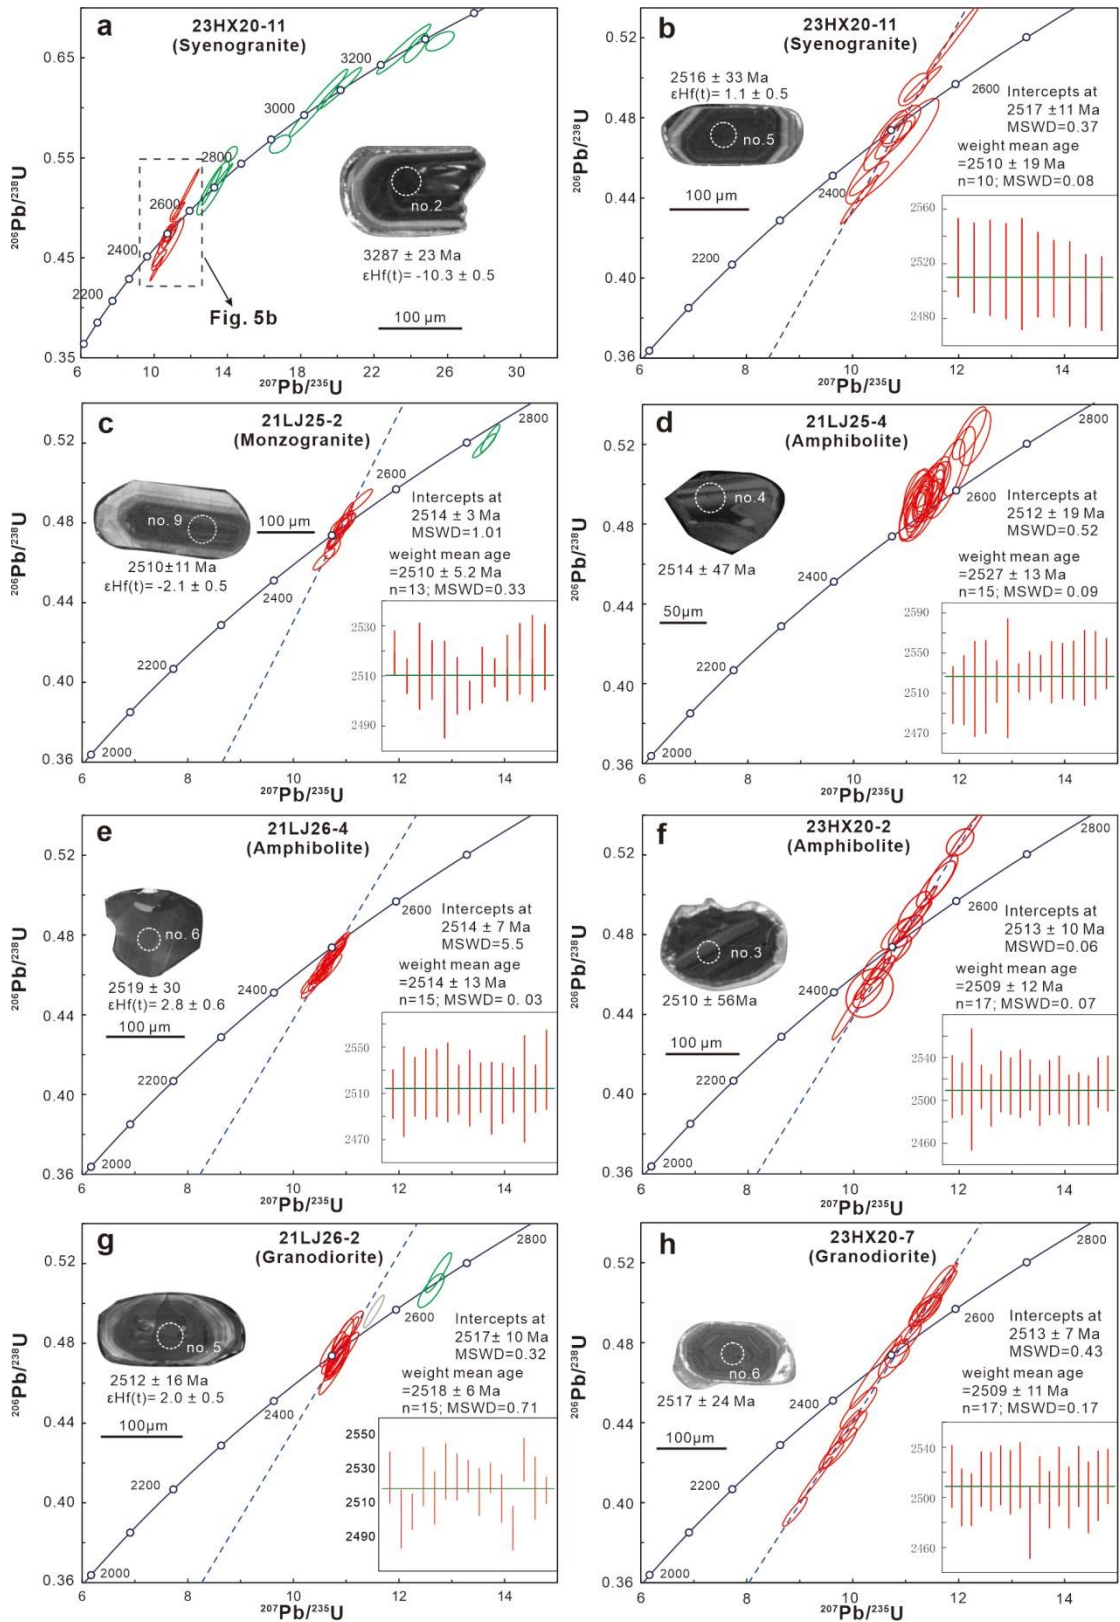 a
23HX20-11
(Syenogranite)
0.65
0.55
0.45
0.35
²⁰⁶Pb/²³⁸U
3200
3000
2800
2600
2400
2200
no.2
3287 ± 23 Ma
εHf(t)= -10.3 ± 0.5
100 μm
Fig. 5b
6 10 14 18 22 26 30
²⁰⁷Pb/²³⁵U
b
23HX20-11
(Syenogranite)
0.52
0.48
0.44
0.40
0.36
²⁰⁶Pb/²³⁸U
2516 ± 33 Ma
εHf(t)= 1.1 ± 0.5
no.5
100 μm
2600
2400
2200
Intercepts at
2517 ±11 Ma
MSWD=0.37
weight mean age
=2510 ± 19 Ma
n=10; MSWD=0.08
2560
2510
2480
6 8 10 12 14
²⁰⁷Pb/²³⁵U
c
21LJ25-2
(Monzogranite)
0.52
0.48
0.44
0.40
0.36
²⁰⁶Pb/²³⁸U
2800
2600
2400
2200
2000
no. 9
100 μm
2510±11 Ma
εHf(t)= -2.1 ± 0.5
Intercepts at
2514 ± 3 Ma
MSWD=1.01
weight mean age
=2510 ± 5.2 Ma
n=13; MSWD=0.33
2530
2510
2490
6 8 10 12 14
²⁰⁷Pb/²³⁵U
d
21LJ25-4
(Amphibolite)
0.52
0.48
0.44
0.40
0.36
²⁰⁶Pb/²³⁸U
2800
2600
2400
2200
2000
no.4
2514 ± 47 Ma
50μm
Intercepts at
2512 ± 19 Ma
MSWD=0.52
weight mean age
=2527 ± 13 Ma
n=15; MSWD= 0.09
2590
2550
2510
2470
6 8 10 12 14
²⁰⁷Pb/²³⁵U
e
21LJ26-4
(Amphibolite)
0.52
0.48
0.44
0.40
0.36
²⁰⁶Pb/²³⁸U
2800
2600
2400
2200
2000
no. 6
2519 ± 30
εHf(t)= 2.8 ± 0.6
100 μm
Intercepts at
2514 ± 7 Ma
MSWD=5.5
weight mean age
=2514 ± 13 Ma
n=15; MSWD= 0. 03
2550
2510
2470
6 8 10 12 14
²⁰⁷Pb/²³⁵U
f
23HX20-2
(Amphibolite)
0.52
0.48
0.44
0.40
0.36
²⁰⁶Pb/²³⁸U
2800
2600
2400
2200
2000
no.3
2510 ± 56Ma
100 μm
Intercepts at
2513 ± 10 Ma
MSWD=0.06
weight mean age
=2509 ± 12 Ma
n=17; MSWD=0. 07
2540
2500
2460
6 8 10 12 14
²⁰⁷Pb/²³⁵U
g
21LJ26-2
(Granodiorite)
0.52
0.48
0.44
0.40
0.36
²⁰⁶Pb/²³⁸U
2800
2600
2400
2200
2000
no. 5
2512 ± 16 Ma
εHf(t)= 2.0 ± 0.5
100μm
Intercepts at
2517± 10 Ma
MSWD=0.32
weight mean age
=2518 ± 6 Ma
n=15; MSWD=0.71
2550
2530
2510
2490
6 8 10 12 14
²⁰⁷Pb/²³⁵U
h
23HX20-7
(Granodiorite)
0.52
0.48
0.44
0.40
0.36
²⁰⁶Pb/²³⁸U
2800
2600
2400
2200
2000
no.6
2517 ± 24 Ma
100μm
Intercepts at
2513 ± 7 Ma
MSWD=0.43
weight mean age
=2509 ± 11 Ma
n=17; MSWD=0.17
2540
2500
2460
6 8 10 12 14
²⁰⁷Pb/²³⁵U